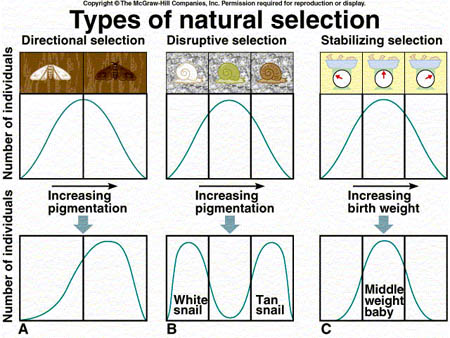 Copyright © The McGraw-Hill Companies, Inc. Permission required for reproduction or display.
Types of natural selection
Directional selection
Disruptive selection
Stabilizing selection
Number of individuals
Increasing
pigmentation
Increasing
pigmentation
Increasing
birth weight
Number of individuals
White
snail
Tan
snail
Middle
weight
baby
A
B
C